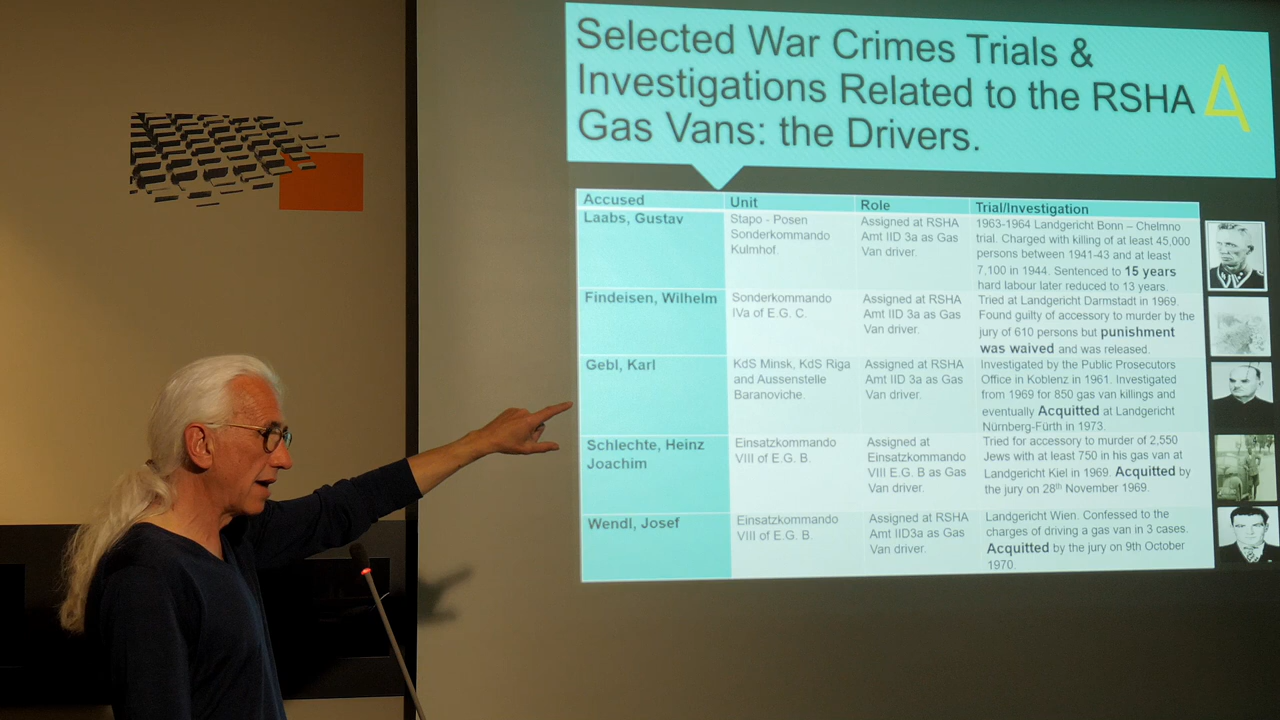 Selected War Crimes Trials &
Investigations Related to the RSHA
Gas Vans: the Drivers.
Accused Unit Role Trial/Investigation
Laabs, Gustav
Stapo - Posen
Sonderkommando
Kulmhof.
Assigned at RSHA
Amt IID 3a as Gas
Van driver.
1963-1964 Landgericht Bonn – Chelmno
trial. Charged with killing of at least 45,000
persons between 1941-43 and at least
7,100 in 1944. Sentenced to 15 years
hard labour later reduced to 13 years.
Findeisen, Wilhelm
Sonderkommando
IVa of E.G. C.
Assigned at RSHA
Amt IID 3a as Gas
Van driver.
Tried at Landgericht Darmstadt in 1969.
Found guilty of accessory to murder by the
jury of 610 persons but punishment
was waived and was released.
Gebl, Karl
KdS Minsk, KdS Riga
and Aussenstelle
Baranoviche.
Assigned at RSHA
Amt IID 3a as Gas
Van driver.
Investigated by the Public Prosecutors
Office in Koblenz in 1961. Investigated
from 1969 for 850 gas van killings and
eventually Acquitted at Landgericht
Nürnberg-Fürth in 1973.
Schlechte, Heinz
Joachim
Einsatzkommando
VIII of E.G. B.
Assigned at
Einsatzkommando
VIII E.G. B as Gas
Van driver.
Tried for accessory to murder of 2,550
Jews with at least 750 in his gas van at
Landgericht Kiel in 1969. Acquitted by
the jury on 28th November 1969.
Wendl, Josef
Einsatzkommando
VIII of E.G. B.
Assigned at RSHA
Amt IID3a as Gas
Van driver.
Landgericht Wien. Confessed to the
charges of driving a gas van in 3 cases.
Acquitted by the jury on 9th October
1970.